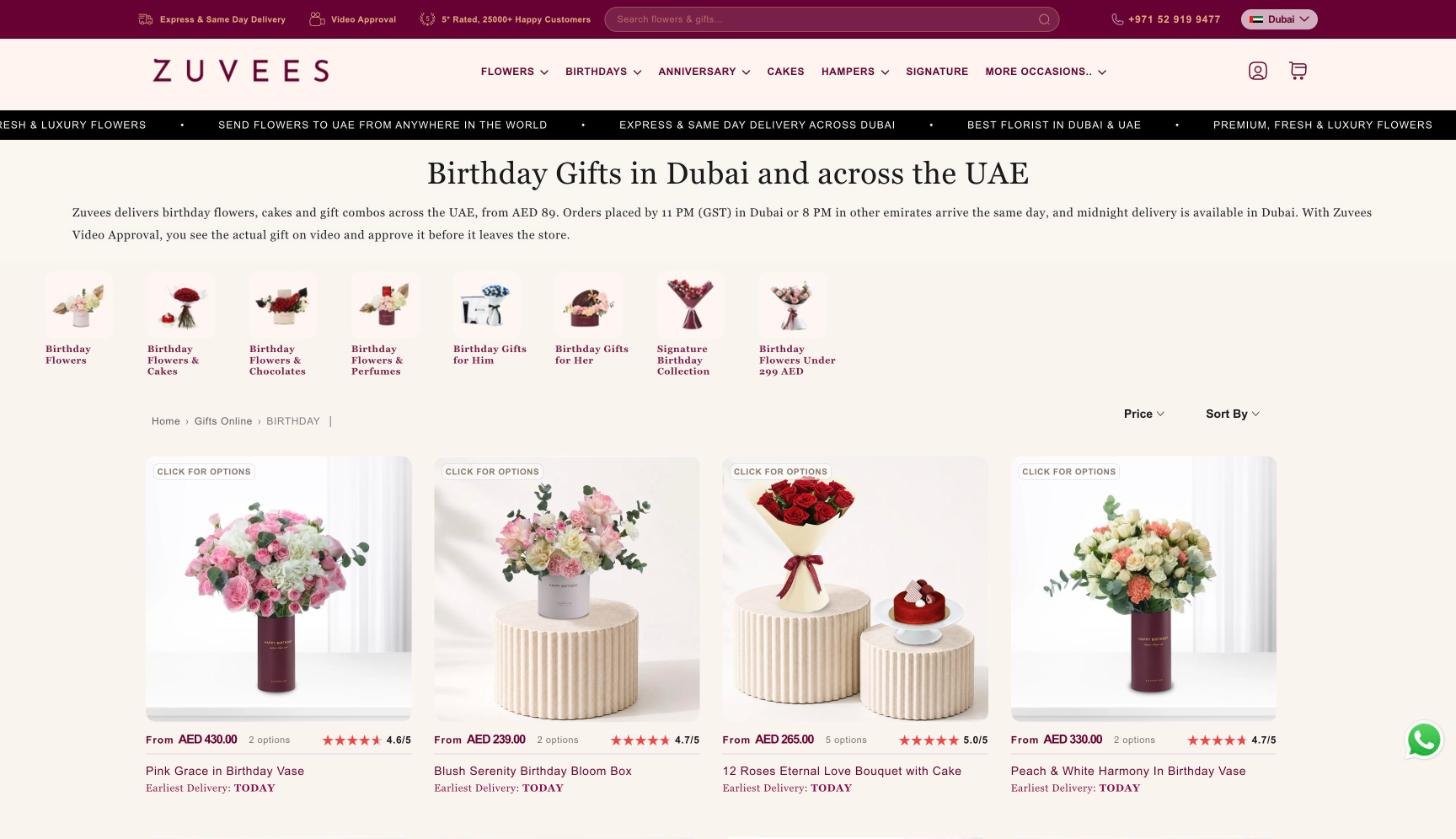 Express & Same Day Delivery
Video Approval
5* Rated, 25000+ Happy Customers
Search flowers & gifts...
+971 52 919 9477
Dubai
ZUVEES
FLOWERS
BIRTHDAYS
ANNIVERSARY
CAKES
HAMPERS
SIGNATURE
MORE OCCASIONS..
RESH & LUXURY FLOWERS • SEND FLOWERS TO UAE FROM ANYWHERE IN THE WORLD • EXPRESS & SAME DAY DELIVERY ACROSS DUBAI • BEST FLORIST IN DUBAI & UAE • PREMIUM, FRESH & LUXURY FLOWERS
Birthday Gifts in Dubai and across the UAE
Zuvees delivers birthday flowers, cakes and gift combos across the UAE, from AED 89. Orders placed by 11 PM (GST) in Dubai or 8 PM in other emirates arrive the same day, and midnight delivery is available in Dubai. With Zuvees
Video Approval, you see the actual gift on video and approve it before it leaves the store.
Birthday
Flowers
Birthday
Flowers &
Cakes
Birthday
Flowers &
Chocolates
Birthday
Flowers &
Perfumes
Birthday Gifts
for Him
Birthday Gifts
for Her
Signature
Birthday
Collection
Birthday
Flowers Under
299 AED
Home › Gifts Online › BIRTHDAY |
Price
Sort By
CLICK FOR OPTIONS
HAPPY BIRTHDAY
From AED 430.00 2 options 4.6/5
Pink Grace in Birthday Vase
Earliest Delivery: TODAY
CLICK FOR OPTIONS
HAPPY BIRTHDAY
From AED 239.00 2 options 4.7/5
Blush Serenity Birthday Bloom Box
Earliest Delivery: TODAY
CLICK FOR OPTIONS
From AED 265.00 5 options 5.0/5
12 Roses Eternal Love Bouquet with Cake
Earliest Delivery: TODAY
CLICK FOR OPTIONS
HAPPY BIRTHDAY
From AED 330.00 2 options 4.7/5
Peach & White Harmony In Birthday Vase
Earliest Delivery: TODAY